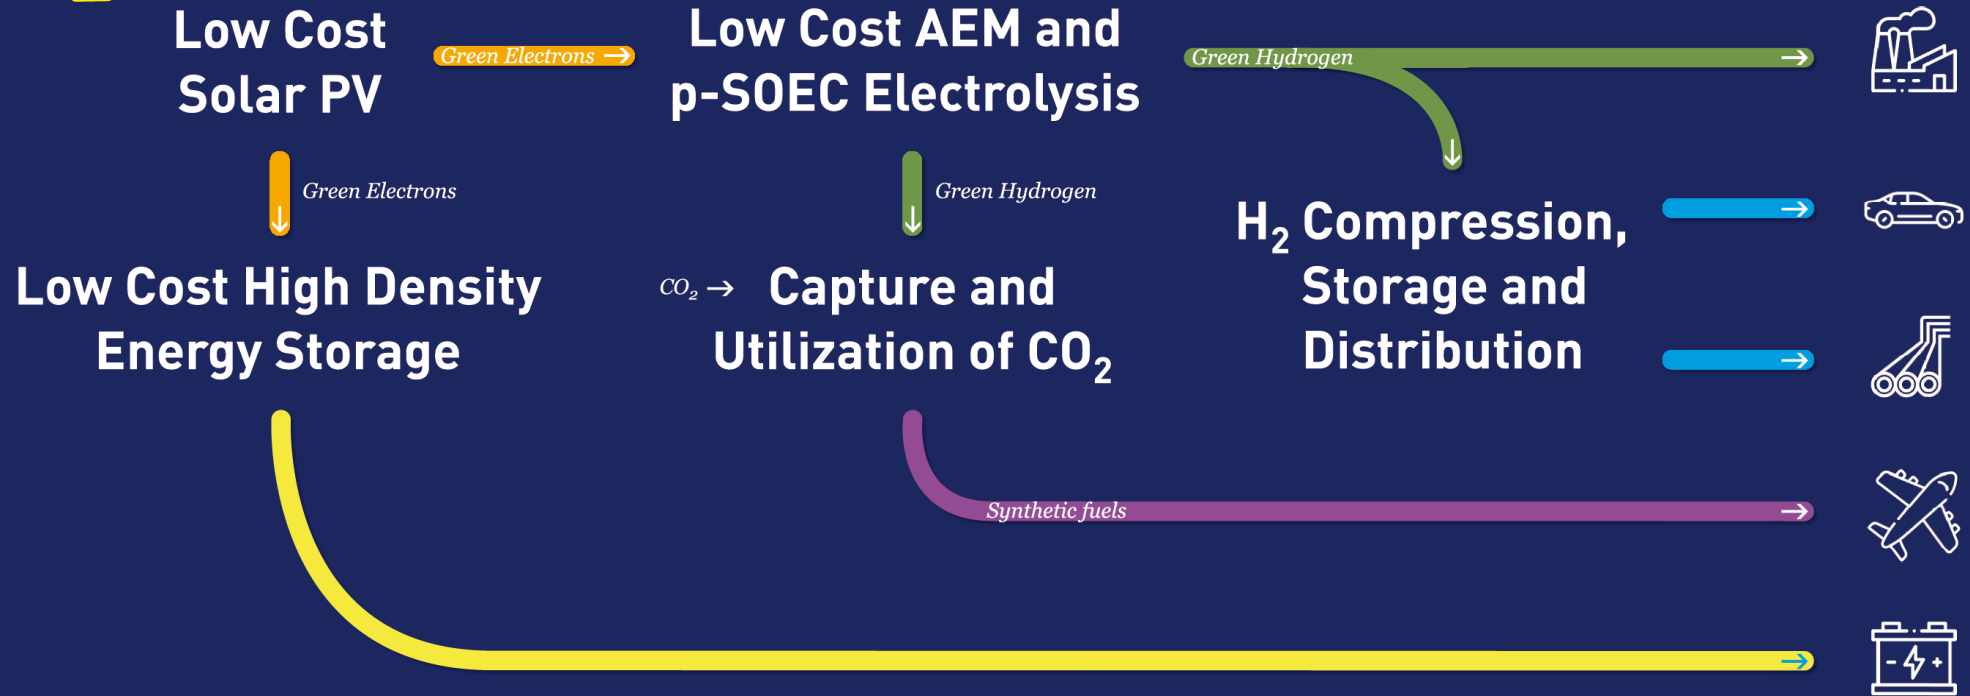 Low Cost
Solar PV
Green Electrons →
Low Cost AEM and
p-SOEC Electrolysis
Green Hydrogen →
Green Electrons
Green Hydrogen
H₂ Compression,
Storage and
Distribution
Low Cost High Density
Energy Storage
CO₂ →
Capture and
Utilization of CO₂
Synthetic fuels →
- +